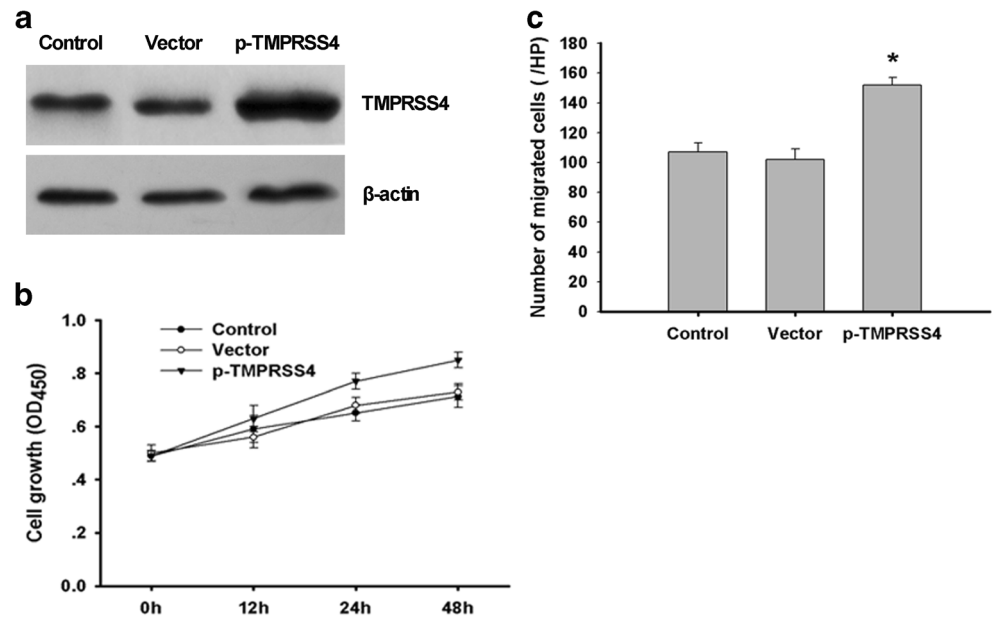 a
Control Vector p-TMPRSS4
TMPRSS4
β-actin
b
1.0
.8
.6
.4
.2
0.0
Cell growth (OD450)
Control
Vector
p-TMPRSS4
0h 12h 24h 48h
c
180
160
140
120
100
80
60
40
20
0
Number of migrated cells ( /HP)
*
Control Vector p-TMPRSS4